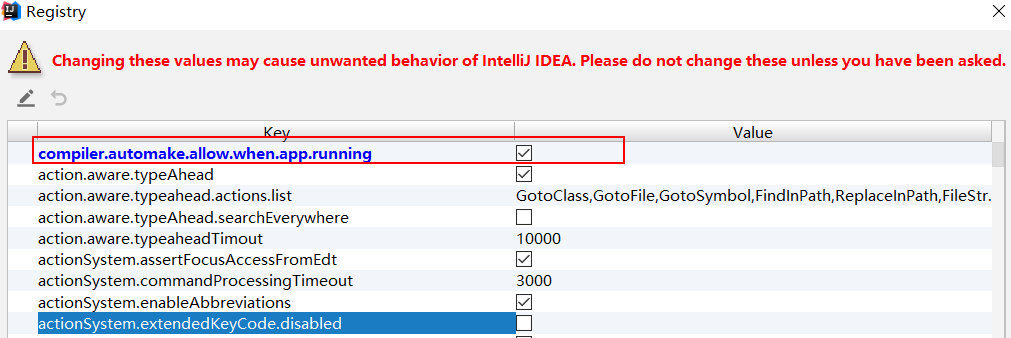 Registry
Changing these values may cause unwanted behavior of IntelliJ IDEA. Please do not change these unless you have been asked.
Key Value
compiler.automake.allow.when.app.running
action.aware.typeAhead
action.aware.typeahead.actions.list GotoClass,GotoFile,GotoSymbol,FindInPath,ReplaceInPath,FileStr...
action.aware.typeAhead.searchEverywhere
action.aware.typeaheadTimout 10000
actionSystem.assertFocusAccessFromEdt
actionSystem.commandProcessingTimeout 3000
actionSystem.enableAbbreviations
actionSystem.extendedKeyCode.disabled